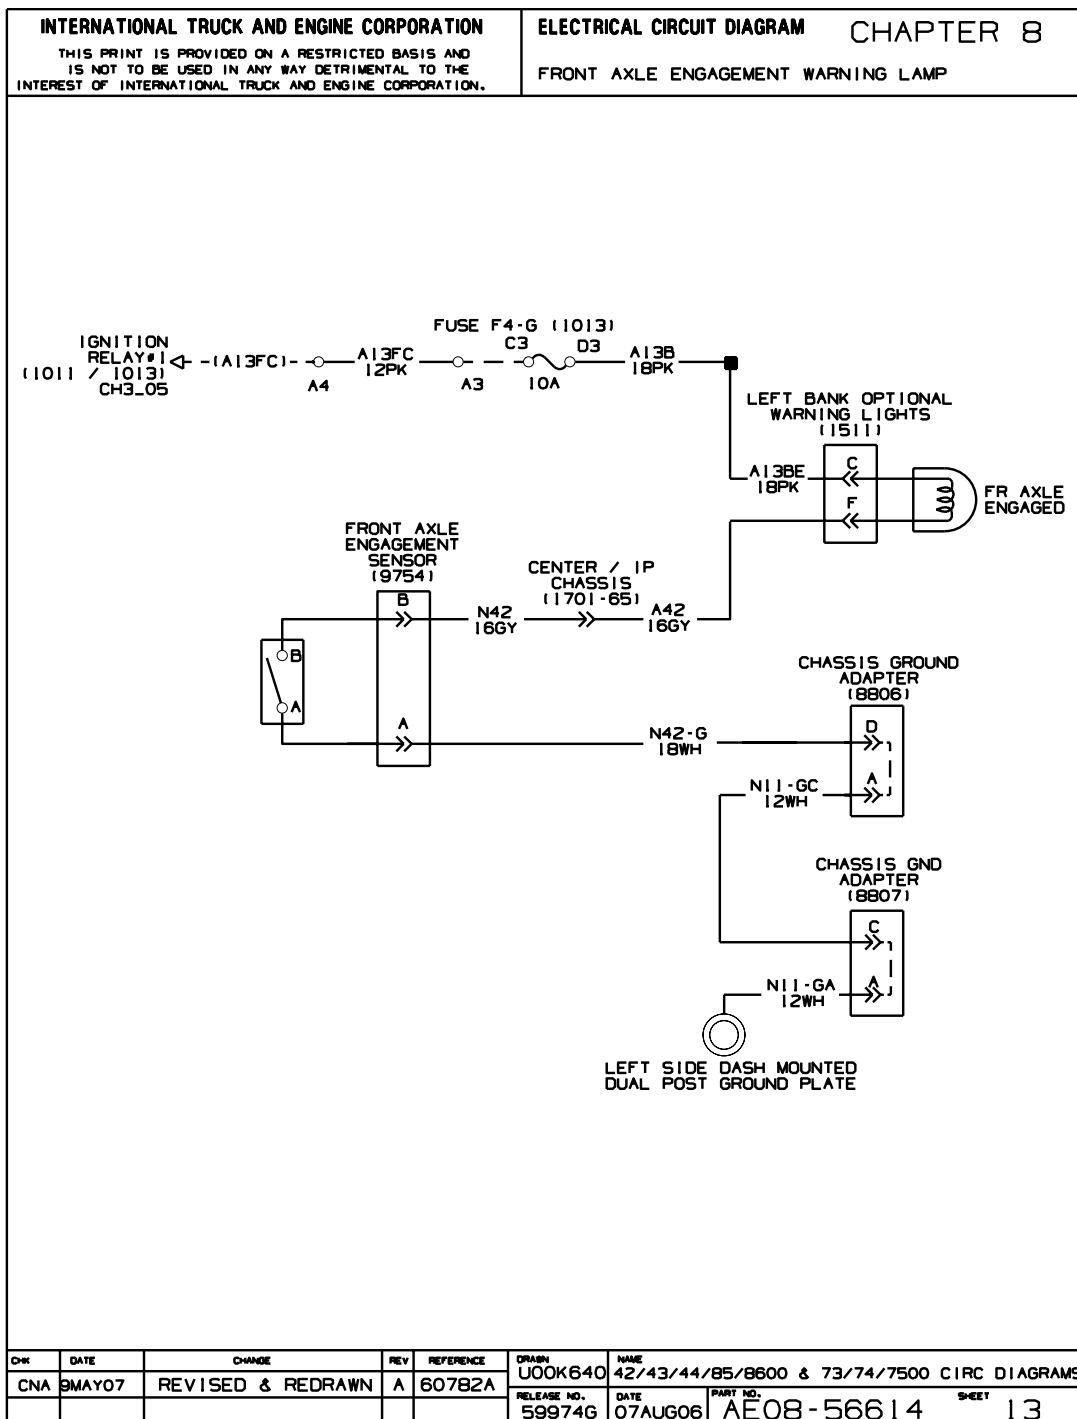 INTERNATIONAL TRUCK AND ENGINE CORPORATION
THIS PRINT IS PROVIDED ON A RESTRICTED BASIS AND
IS NOT TO BE USED IN ANY WAY DETRIMENTAL TO THE
INTEREST OF INTERNATIONAL TRUCK AND ENGINE CORPORATION.
ELECTRICAL CIRCUIT DIAGRAM CHAPTER 8
FRONT AXLE ENGAGEMENT WARNING LAMP
IGNITION
RELAY#1
(1011 / 1013)
CH3_05
(A13FC)
A4
A13FC
12PK
A3
FUSE F4-G (1013)
C3
D3
10A
A13B
18PK
LEFT BANK OPTIONAL
WARNING LIGHTS
(1511)
A13BE
18PK
C
F
FR AXLE
ENGAGED
FRONT AXLE
ENGAGEMENT
SENSOR
(9754)
B
N42
16GY
CENTER / IP
CHASSIS
(1701-65)
A42
16GY
B
A
A
N42-G
18WH
CHASSIS GROUND
ADAPTER
(8806)
D
A
N11-GC
12WH
CHASSIS GND
ADAPTER
(8807)
C
A
N11-GA
12WH
LEFT SIDE DASH MOUNTED
DUAL POST GROUND PLATE
CHK DATE CHANGE REV REFERENCE
CNA 9MAY07 REVISED & REDRAWN A 60782A
DRAWN NAME
U00K640 42/43/44/85/8600 & 73/74/7500 CIRC DIAGRAMS
RELEASE NO. DATE PART NO. SHEET
59974G 07AUG06 AE08-56614 13